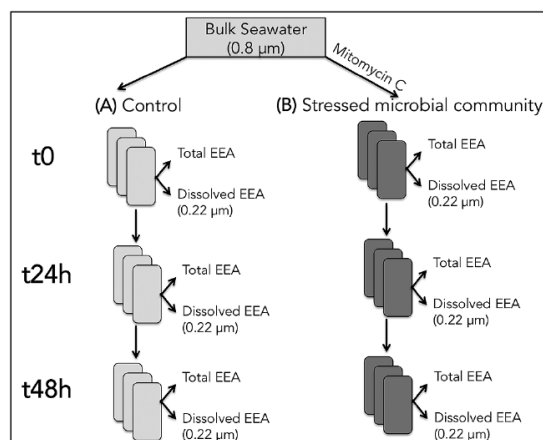 Bulk Seawater
(0.8 µm)
Mitomycin C
(A) Control
(B) Stressed microbial community
t0
Total EEA
Dissolved EEA
(0.22 µm)
Total EEA
Dissolved EEA
(0.22 µm)
t24h
Total EEA
Dissolved EEA
(0.22 µm)
Total EEA
Dissolved EEA
(0.22 µm)
t48h
Total EEA
Dissolved EEA
(0.22 µm)
Total EEA
Dissolved EEA
(0.22 µm)